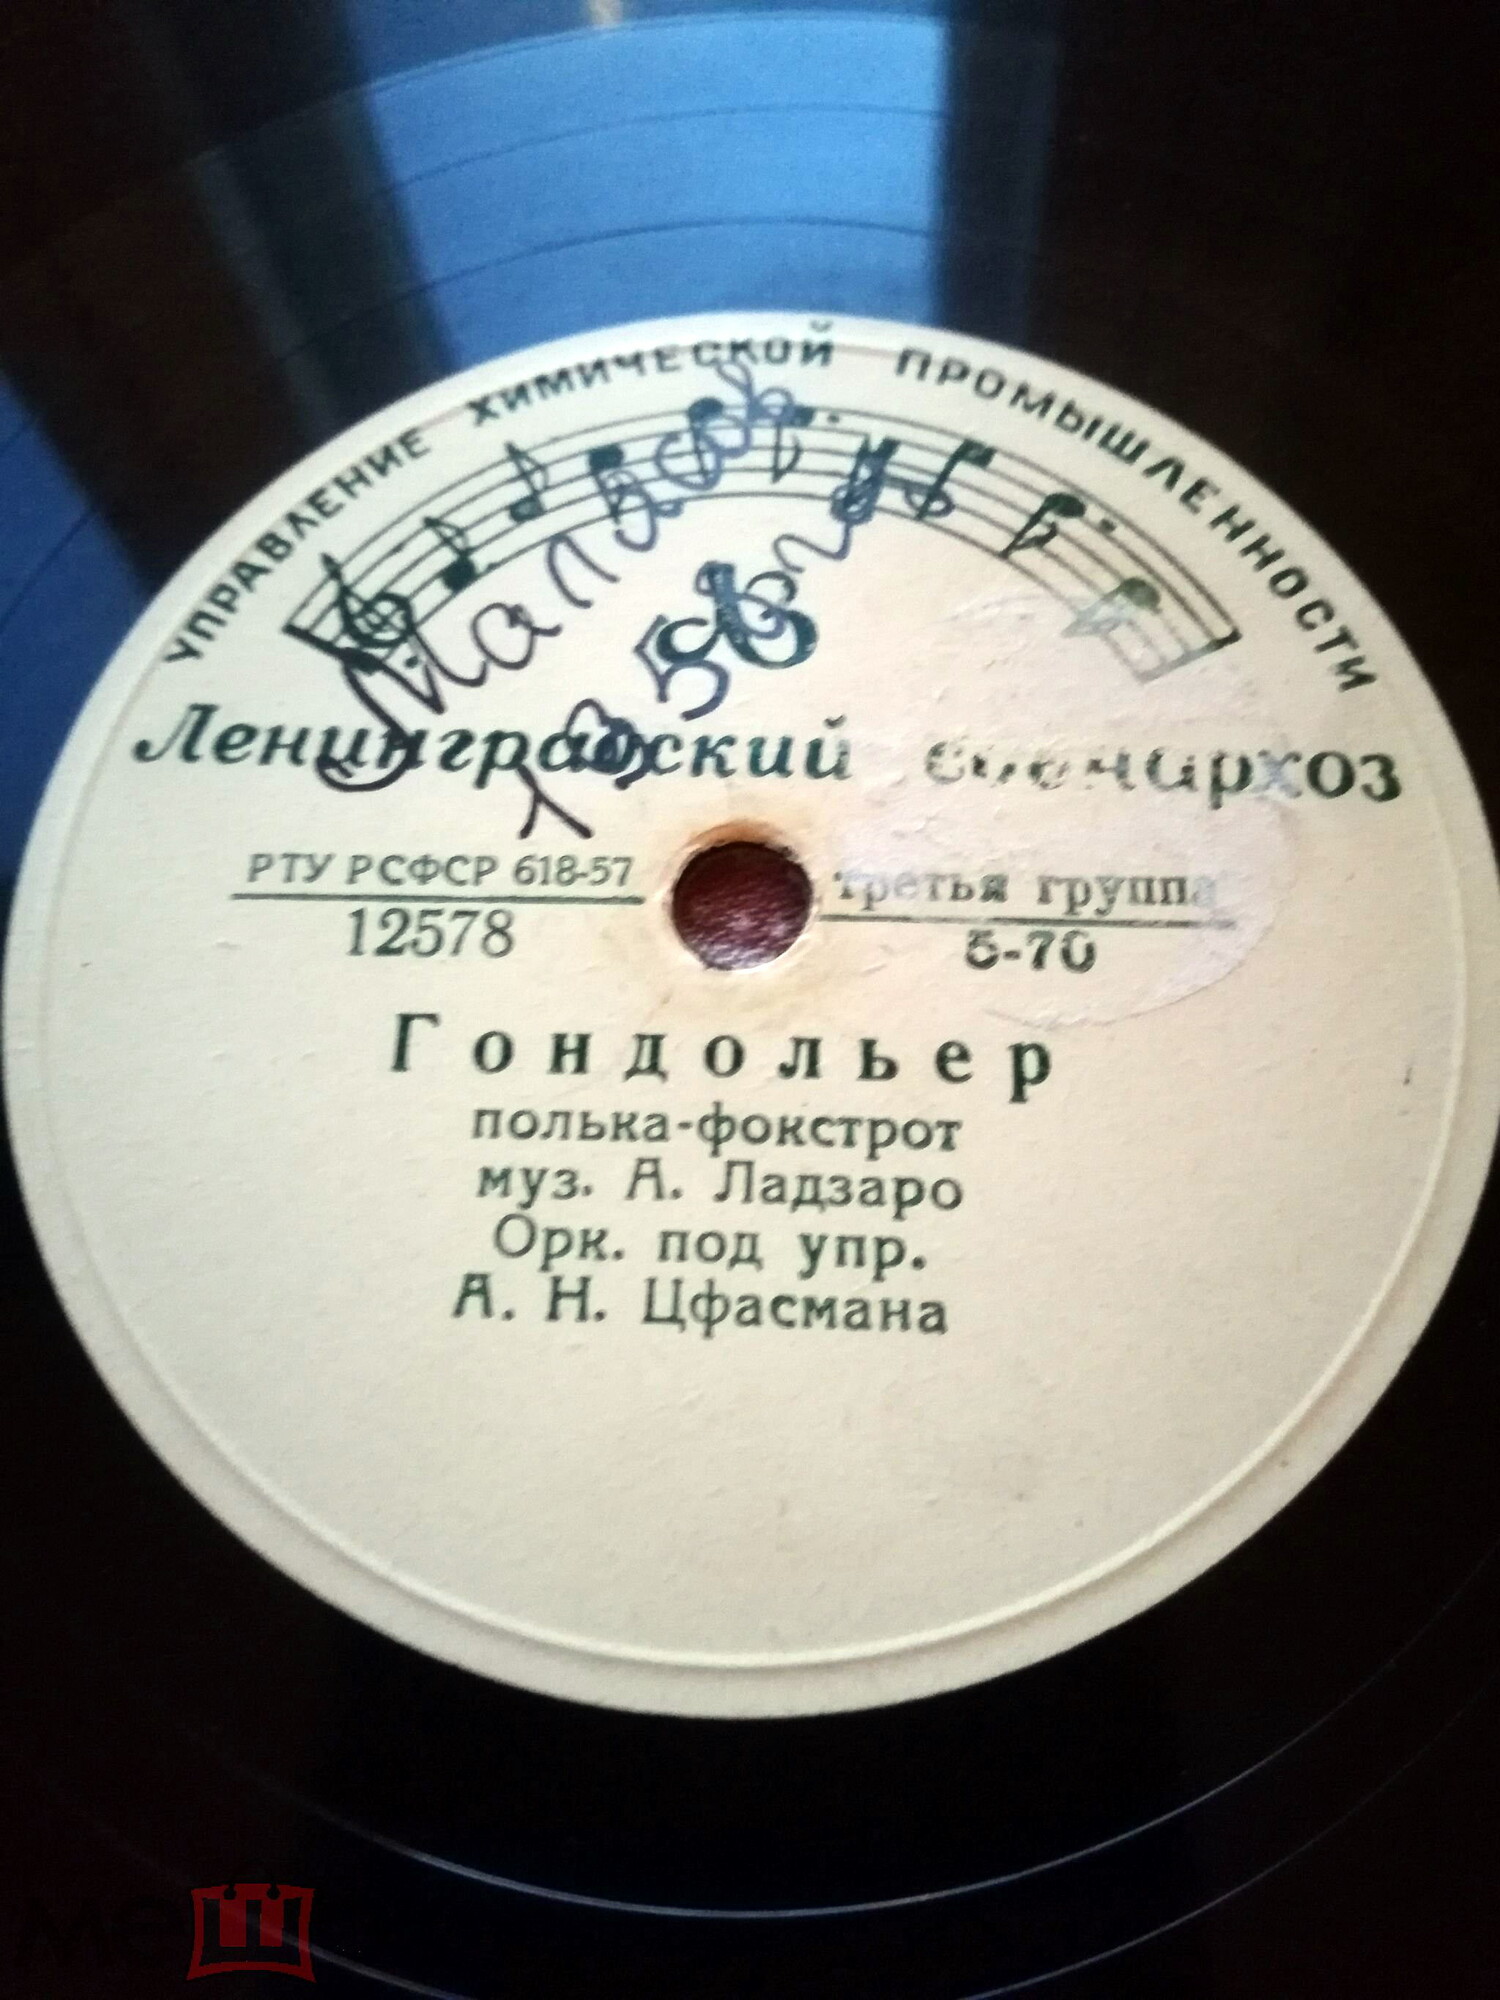 УПРАВЛЕНИЕ ХИМИЧЕСКОЙ ПРОМЫШЛЕННОСТИ
Ленинградский совнархоз
РТУ РСФСР 618-57
12578
третья группа
5-70
Гондольер
полька-фокстрот
муз. А. Ладзаро
Орк. под упр.
А. Н. Цфасмана